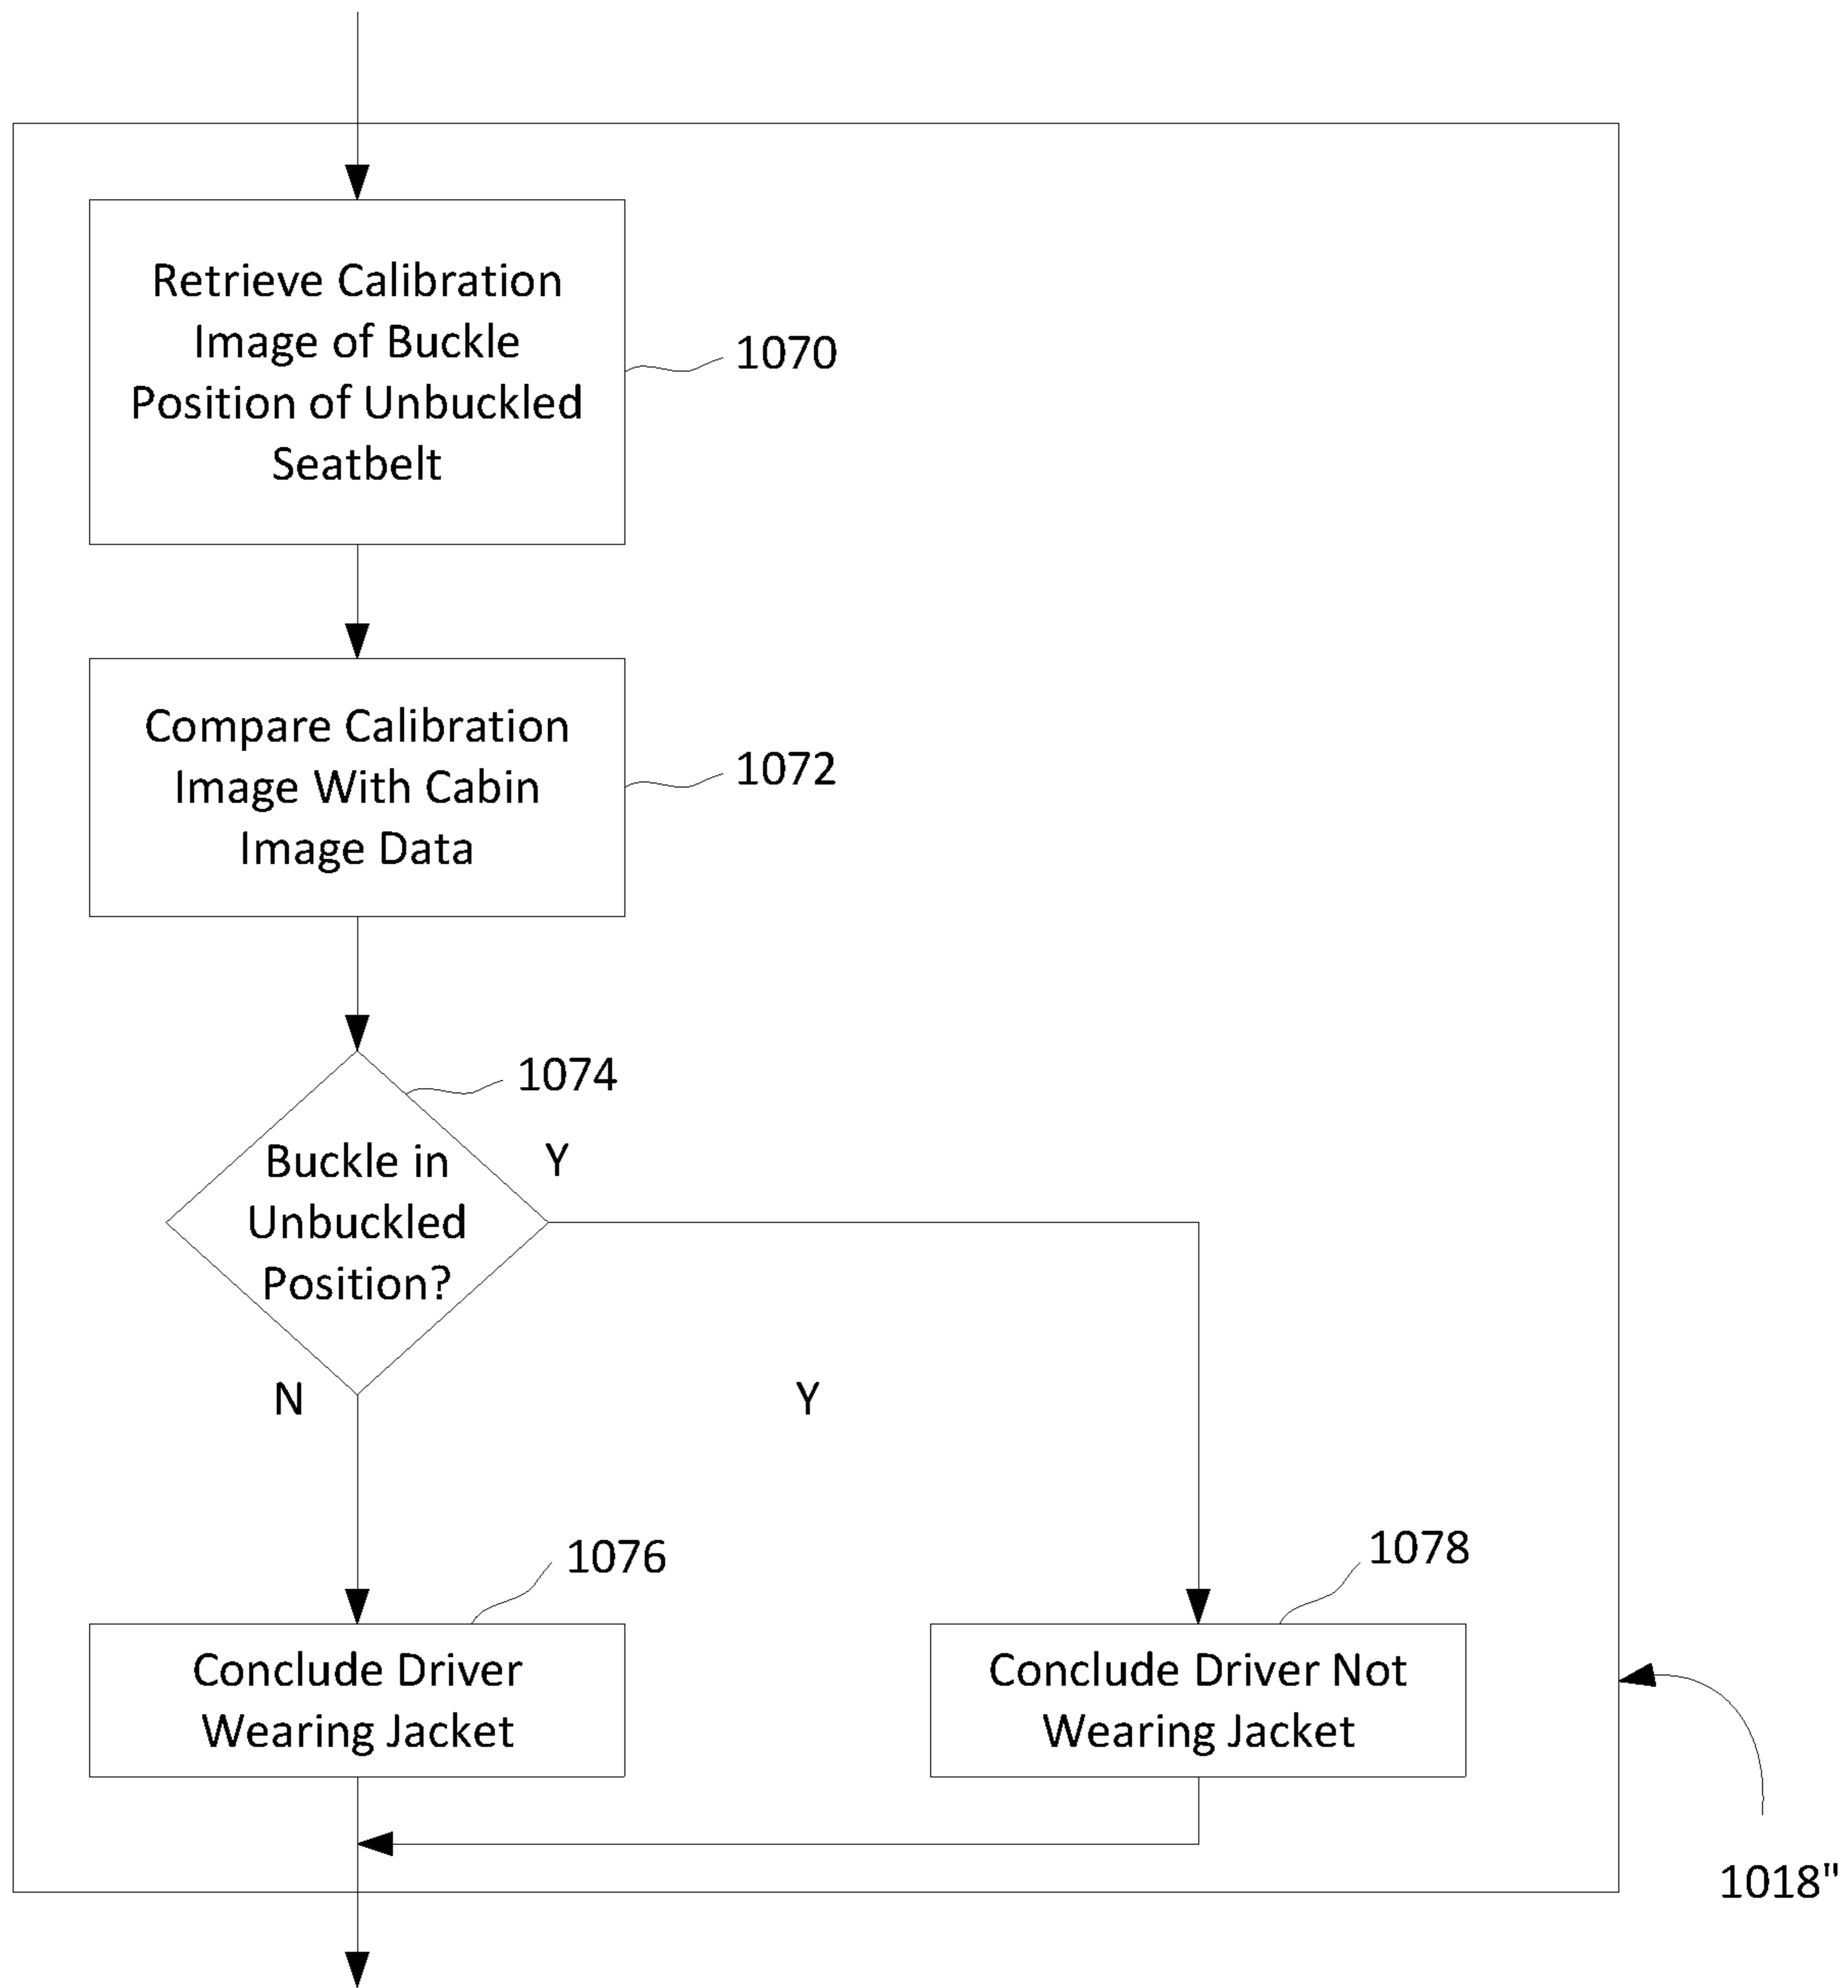 Retrieve Calibration
Image of Buckle
Position of Unbuckled
Seatbelt
1070
Compare Calibration
Image With Cabin
Image Data
1072
1074
Buckle in
Unbuckled
Position?
Y
N
Y
1076
1078
Conclude Driver
Wearing Jacket
Conclude Driver Not
Wearing Jacket
1018"